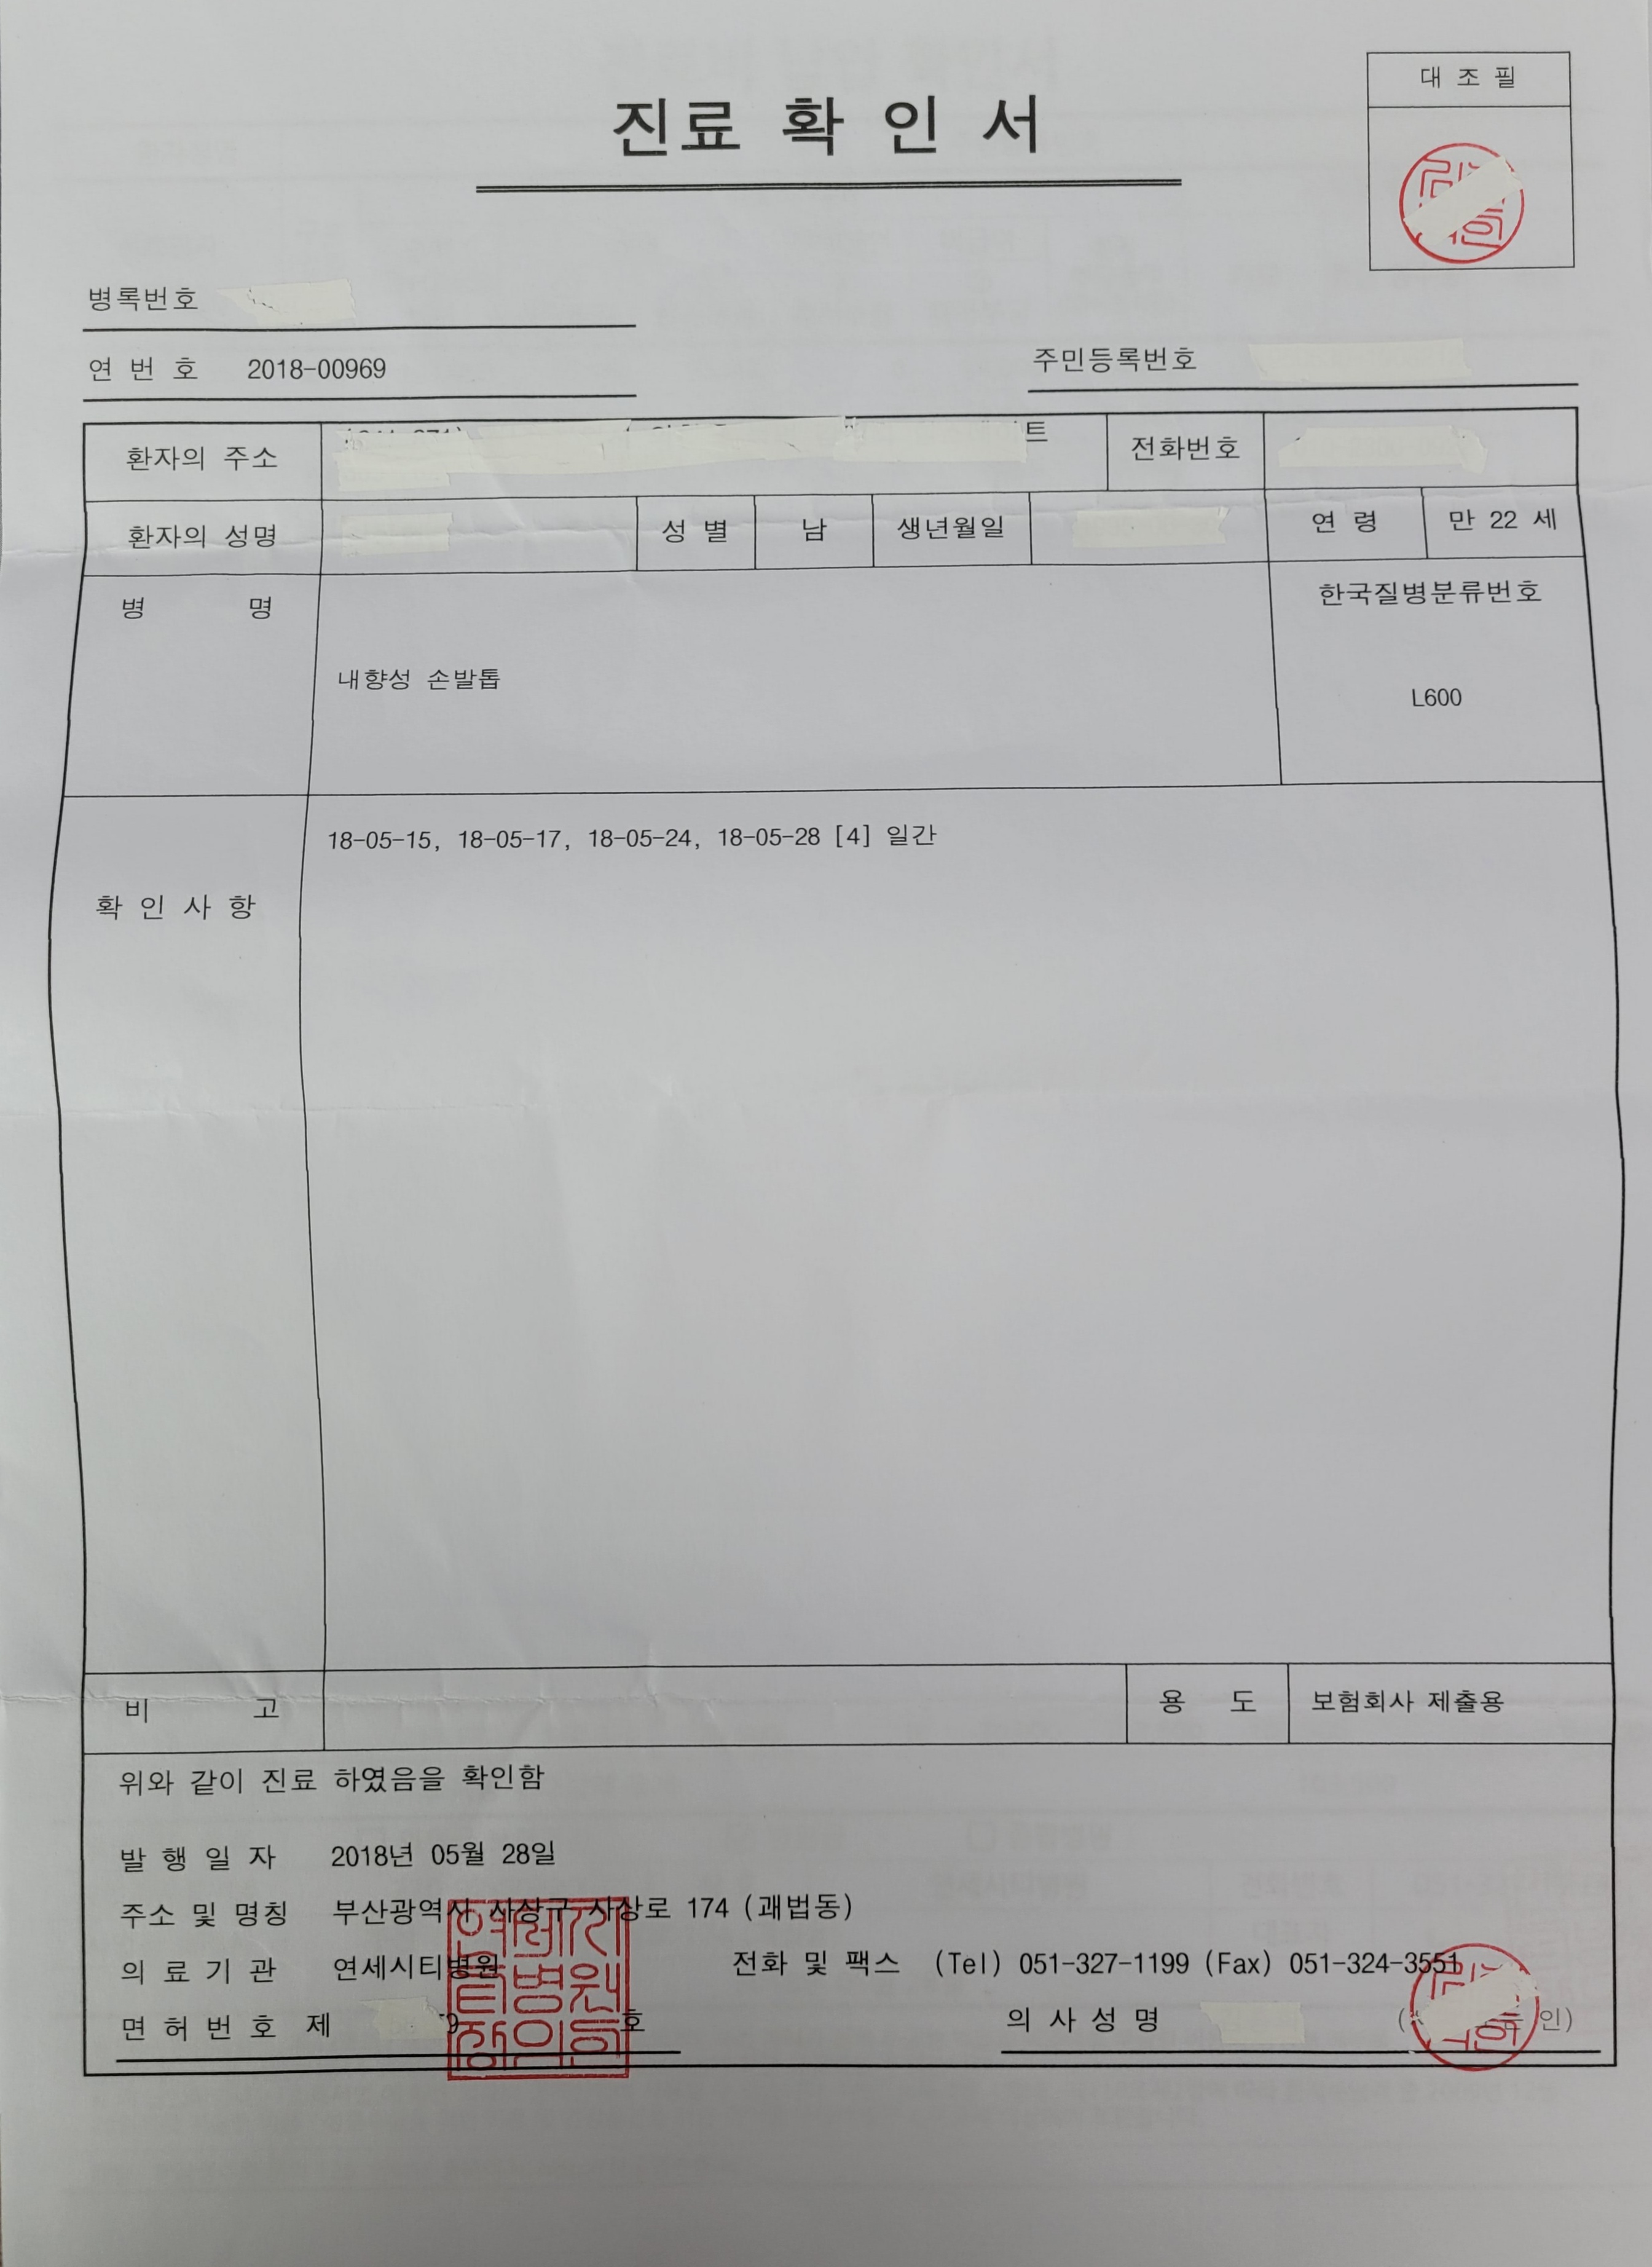 진료 확 인 서
대 조 필
병록번호
연 번 호 2018-00969
주민등록번호
환자의 주소 트 전화번호
환자의 성명 성 별 남 생년월일 연 령 만 22 세
병 명 한국질병분류번호
내향성 손발톱 L600
18-05-15, 18-05-17, 18-05-24, 18-05-28 [4] 일간
확 인 사 항
비 고 용 도 보험회사 제출용
위와 같이 진료 하였음을 확인함
발 행 일 자 2018년 05월 28일
주소 및 명칭 부산광역시 사상구 사상로 174 (괘법동)
의 료 기 관 연세시티병원 전화 및 팩스 (Tel) 051-327-1199 (Fax) 051-324-3551
면 허 번 호 제 9 호 의 사 성 명 인)
연세시
티병원
장인